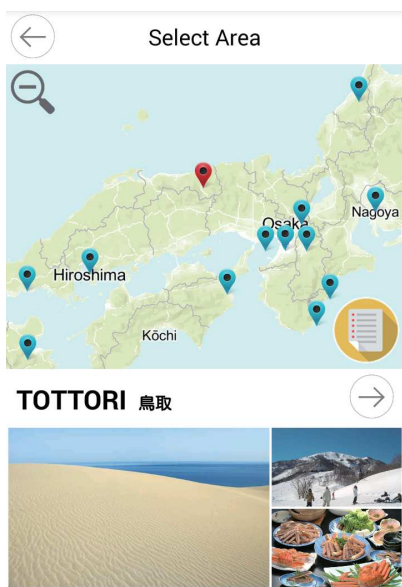 Select Area
Osaka
Nagoya
Hiroshima
Kōchi
TOTTORI 鳥取